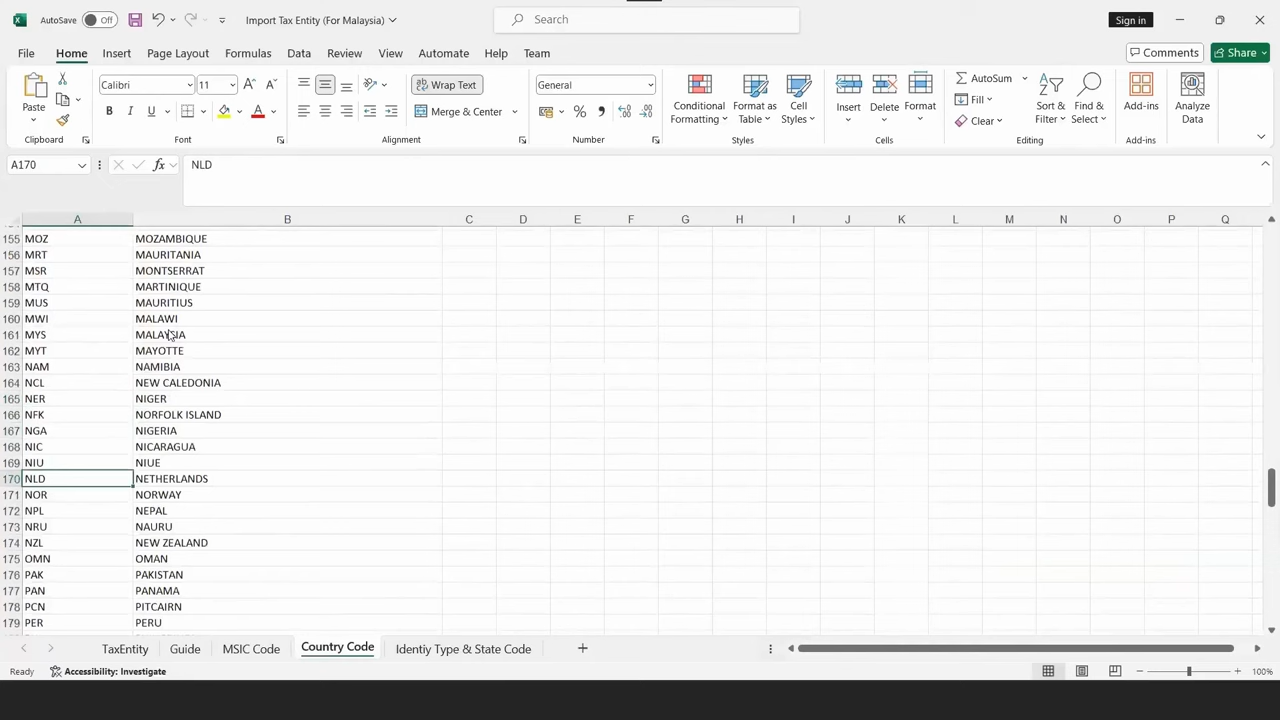 AutoSave Off Import Tax Entity (For Malaysia) Search Sign in
File Home Insert Page Layout Formulas Data Review View Automate Help Team Comments Share
Paste Calibri 11 A A Wrap Text General Conditional Formatting Format as Table Cell Styles Insert Delete Format AutoSum Sort & Filter Find & Select Add-ins Analyze Data
B I U Merge & Center % , Fill
Clear
Clipboard Font Alignment Number Styles Cells Editing Add-ins
A170 fx NLD
A B C D E F G H I J K L M N O P Q
155 MOZ MOZAMBIQUE
156 MRT MAURITANIA
157 MSR MONTSERRAT
158 MTQ MARTINIQUE
159 MUS MAURITIUS
160 MWI MALAWI
161 MYS MALAYSIA
162 MYT MAYOTTE
163 NAM NAMIBIA
164 NCL NEW CALEDONIA
165 NER NIGER
166 NFK NORFOLK ISLAND
167 NGA NIGERIA
168 NIC NICARAGUA
169 NIU NIUE
170 NLD NETHERLANDS
171 NOR NORWAY
172 NPL NEPAL
173 NRU NAURU
174 NZL NEW ZEALAND
175 OMN OMAN
176 PAK PAKISTAN
177 PAN PANAMA
178 PCN PITCAIRN
179 PER PERU
TaxEntity Guide MSIC Code Country Code Identiy Type & State Code
Ready Accessibility: Investigate 100%